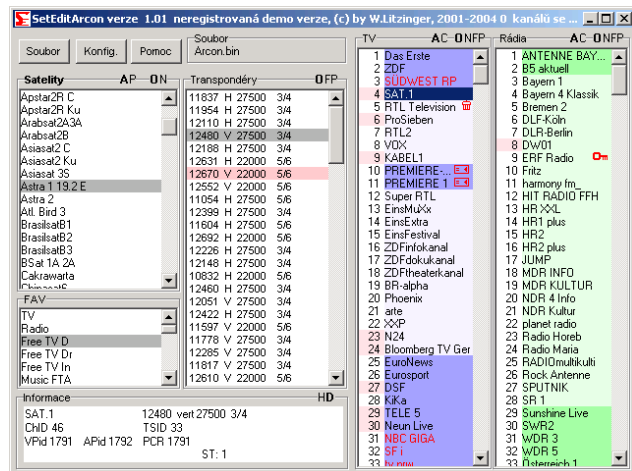 SetEditArcon verze 1.01 neregistrovaná demo verze, (c) by W.Litzinger, 2001-2004 0 kanálů se ...
Soubor
Konfig.
Pomoc
Soubor
Arcon.bin
Satelity AP ON
Apstar2R C
Apstar2R Ku
Arabsat2A3A
Arabsat2B
Asiasat2 C
Asiasat2 Ku
Asiasat 3S
Astra 1 19.2 E
Astra 2
Atl. Bird 3
BrasilsatB1
BrasilsatB2
BrasilsatB3
BSat 1A 2A
Cakrawarta
FAV
TV
Radio
Free TV D
Free TV Dr
Free TV In
Music FTA
Transpondéry OFP
11837 H 27500 3/4
11954 H 27500 3/4
12110 H 27500 3/4
12480 V 27500 3/4
12188 H 27500 3/4
12631 H 22000 5/6
12670 V 22000 5/6
12552 V 22000 5/6
11054 H 27500 5/6
12399 H 27500 3/4
11604 H 27500 5/6
12692 H 22000 5/6
12226 H 27500 3/4
12148 H 27500 3/4
10832 H 22000 5/6
12460 H 27500 3/4
12051 V 27500 3/4
12422 H 27500 3/4
11597 V 22000 5/6
11778 V 27500 3/4
12285 V 27500 3/4
11817 V 27500 3/4
12610 V 22000 5/6
Informace HD
SAT.1 12480 vert 27500 3/4
ChID 46 TSID 33
VPid 1791 APid 1792 PCR 1791
ST: 1
TV AC ONFP
1 Das Erste
2 ZDF
3 SÜDWEST RP
4 SAT.1
5 RTL Television
6 ProSieben
7 RTL2
8 VOX
9 KABEL1
10 PREMIERE-...
11 PREMIERE 1
12 Super RTL
13 EinsMuXx
14 EinsExtra
15 EinsFestival
16 ZDFinfokanal
17 ZDFdokukanal
18 ZDFtheaterkanal
19 BR-alpha
20 Phoenix
21 arte
22 XXP
23 N24
24 Bloomberg TV Ger
25 EuroNews
26 Eurosport
27 DSF
28 KiKa
29 TELE 5
30 Neun Live
31 NBC GIGA
32 SF i
33 tv.nrw
Rádia AC ONFP
1 ANTENNE BAY...
2 B5 aktuell
3 Bayern 1
4 Bayern 4 Klassik
5 Bremen 2
6 DLF-Köln
7 DLR-Berlin
8 DW01
9 ERF Radio
10 Fritz
11 harmony fm_
12 HIT RADIO FFH
13 HR XXL
14 HR1 plus
15 HR2
16 HR2 plus
17 JUMP
18 MDR INFO
19 MDR KULTUR
20 NDR 4 Info
21 NDR Kultur
22 planet radio
23 Radio Horeb
24 Radio Maria
25 RADIOmultikulti
26 Rock Antenne
27 SPUTNIK
28 SR 1
29 Sunshine Live
30 SWR2
31 WDR 3
32 WDR 5
33 Österreich 1